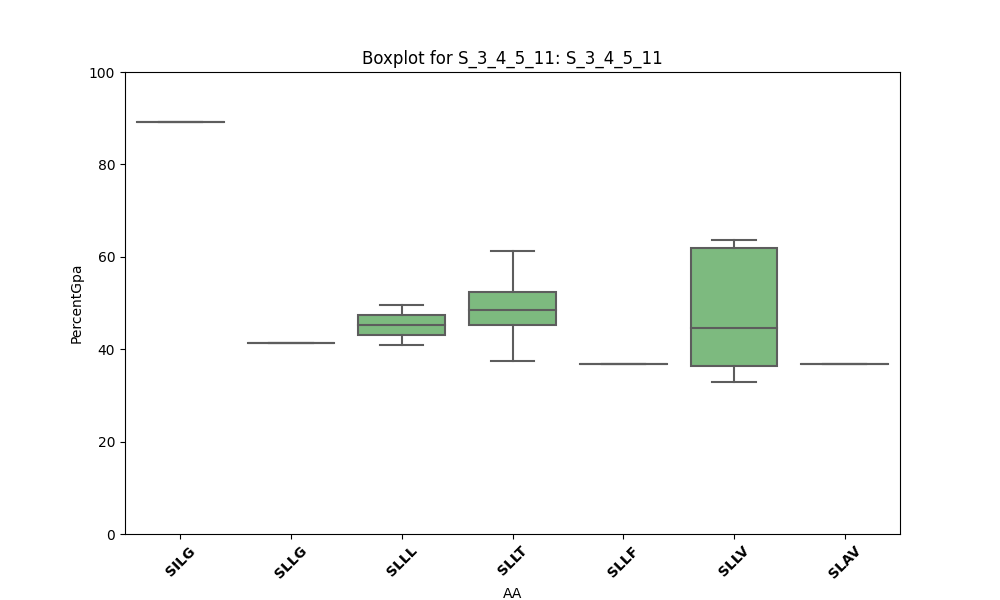 Boxplot for S_3_4_5_11: S_3_4_5_11
100
80
60
40
20
0
PercentGpa
SILG SLLG SLLL SLLT SLLF SLLV SLAV
AA